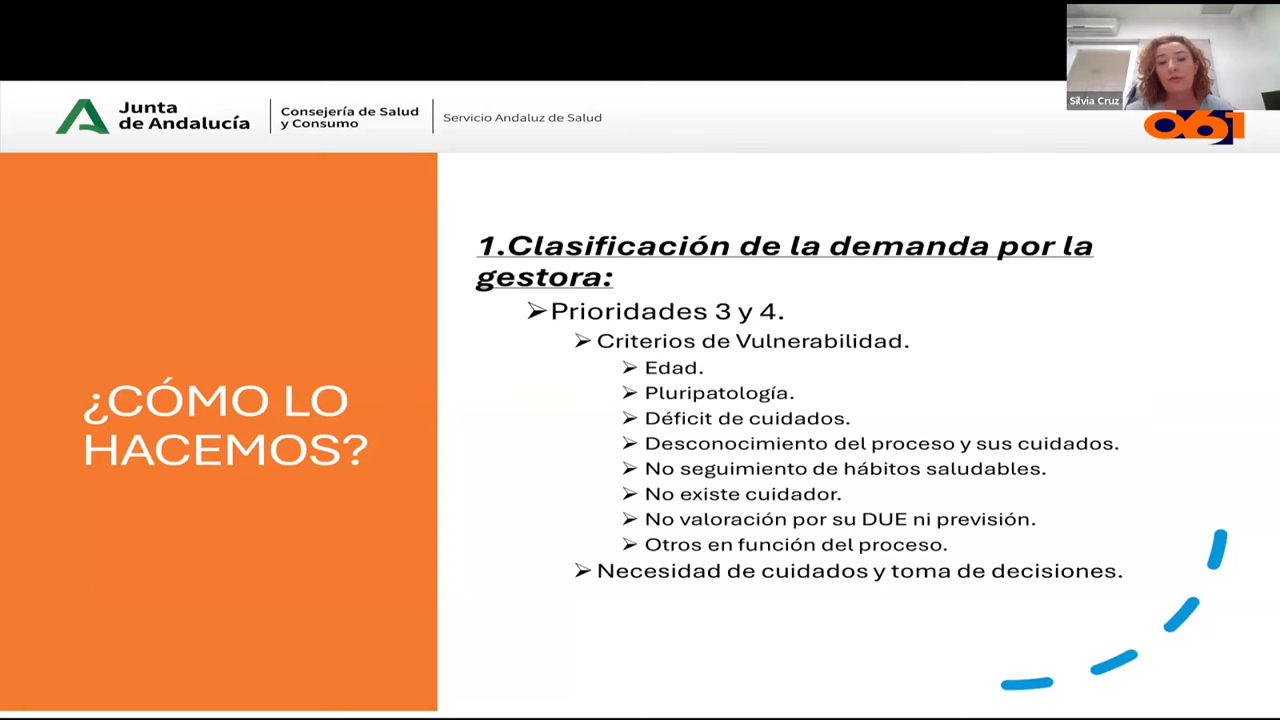 Silvia Cruz
Junta
de Andalucía
Consejería de Salud
y Consumo
Servicio Andaluz de Salud
061
¿CÓMO LO
HACEMOS?
1.Clasificación de la demanda por la
gestora:
➢Prioridades 3 y 4.
➢ Criterios de Vulnerabilidad.
➢ Edad.
➢ Pluripatología.
➢ Déficit de cuidados.
➢ Desconocimiento del proceso y sus cuidados.
➢ No seguimiento de hábitos saludables.
➢ No existe cuidador.
➢ No valoración por su DUE ni previsión.
➢ Otros en función del proceso.
➢ Necesidad de cuidados y toma de decisiones.